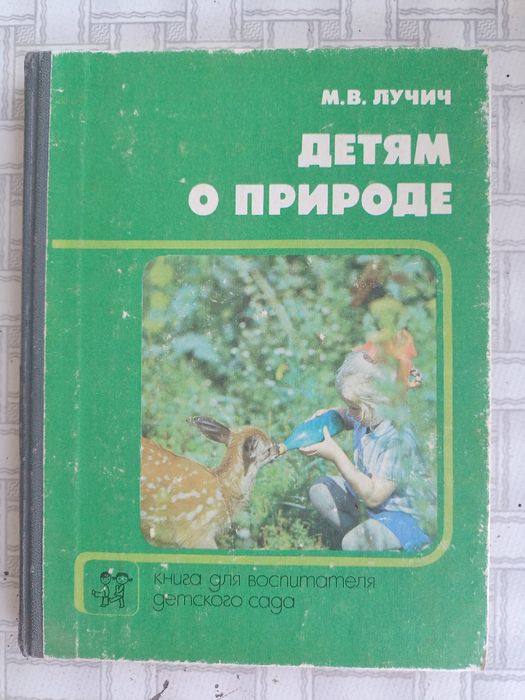 М.В. ЛУЧИЧ
ДЕТЯМ
О ПРИРОДЕ
книга для воспитателя
детского сада